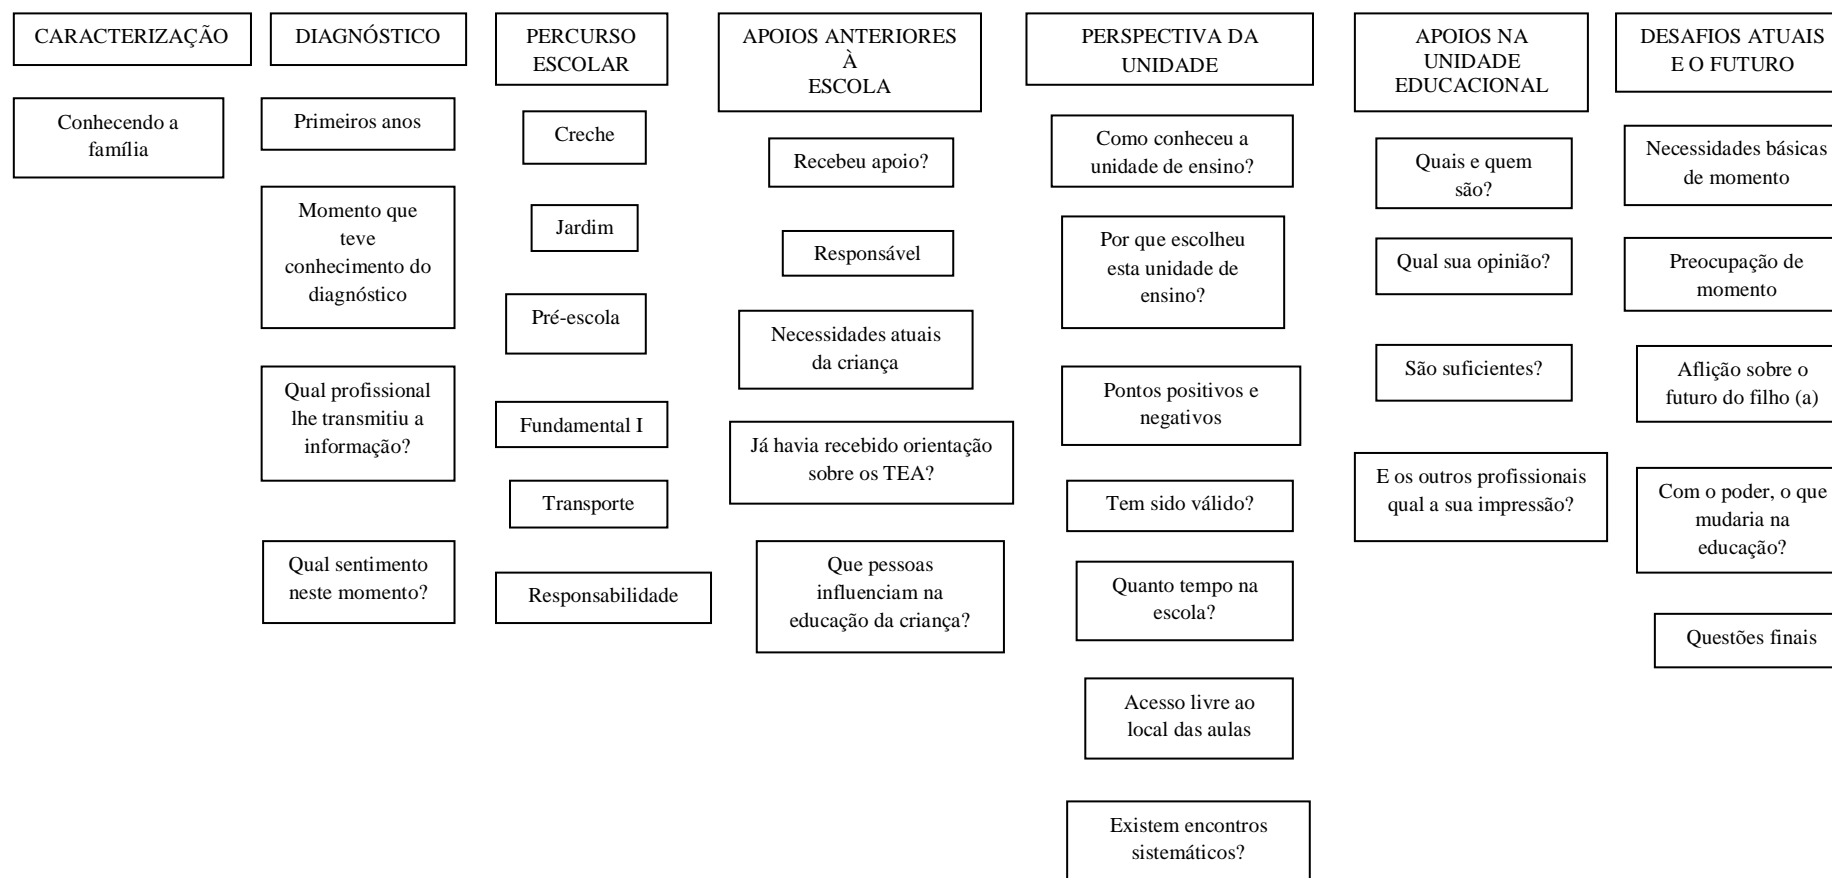 CARACTERIZAÇÃO
Conhecendo a
família
DIAGNÓSTICO
Primeiros anos
Momento que
teve
conhecimento do
diagnóstico
Qual profissional
lhe transmitiu a
informação?
Qual sentimento
neste momento?
PERCURSO
ESCOLAR
Creche
Jardim
Pré-escola
Fundamental I
Transporte
Responsabilidade
APOIOS ANTERIORES
À
ESCOLA
Recebeu apoio?
Responsável
Necessidades atuais
da criança
Já havia recebido orientação
sobre os TEA?
Que pessoas
influenciam na
educação da criança?
PERSPECTIVA DA
UNIDADE
Como conheceu a
unidade de ensino?
Por que escolheu
esta unidade de
ensino?
Pontos positivos e
negativos
Tem sido válido?
Quanto tempo na
escola?
Acesso livre ao
local das aulas
Existem encontros
sistemáticos?
APOIOS NA
UNIDADE
EDUCACIONAL
Quais e quem
são?
Qual sua opinião?
São suficientes?
E os outros profissionais
qual a sua impressão?
DESAFIOS ATUAIS
E O FUTURO
Necessidades básicas
de momento
Preocupação de
momento
Aflição sobre o
futuro do filho (a)
Com o poder, o que
mudaria na
educação?
Questões finais